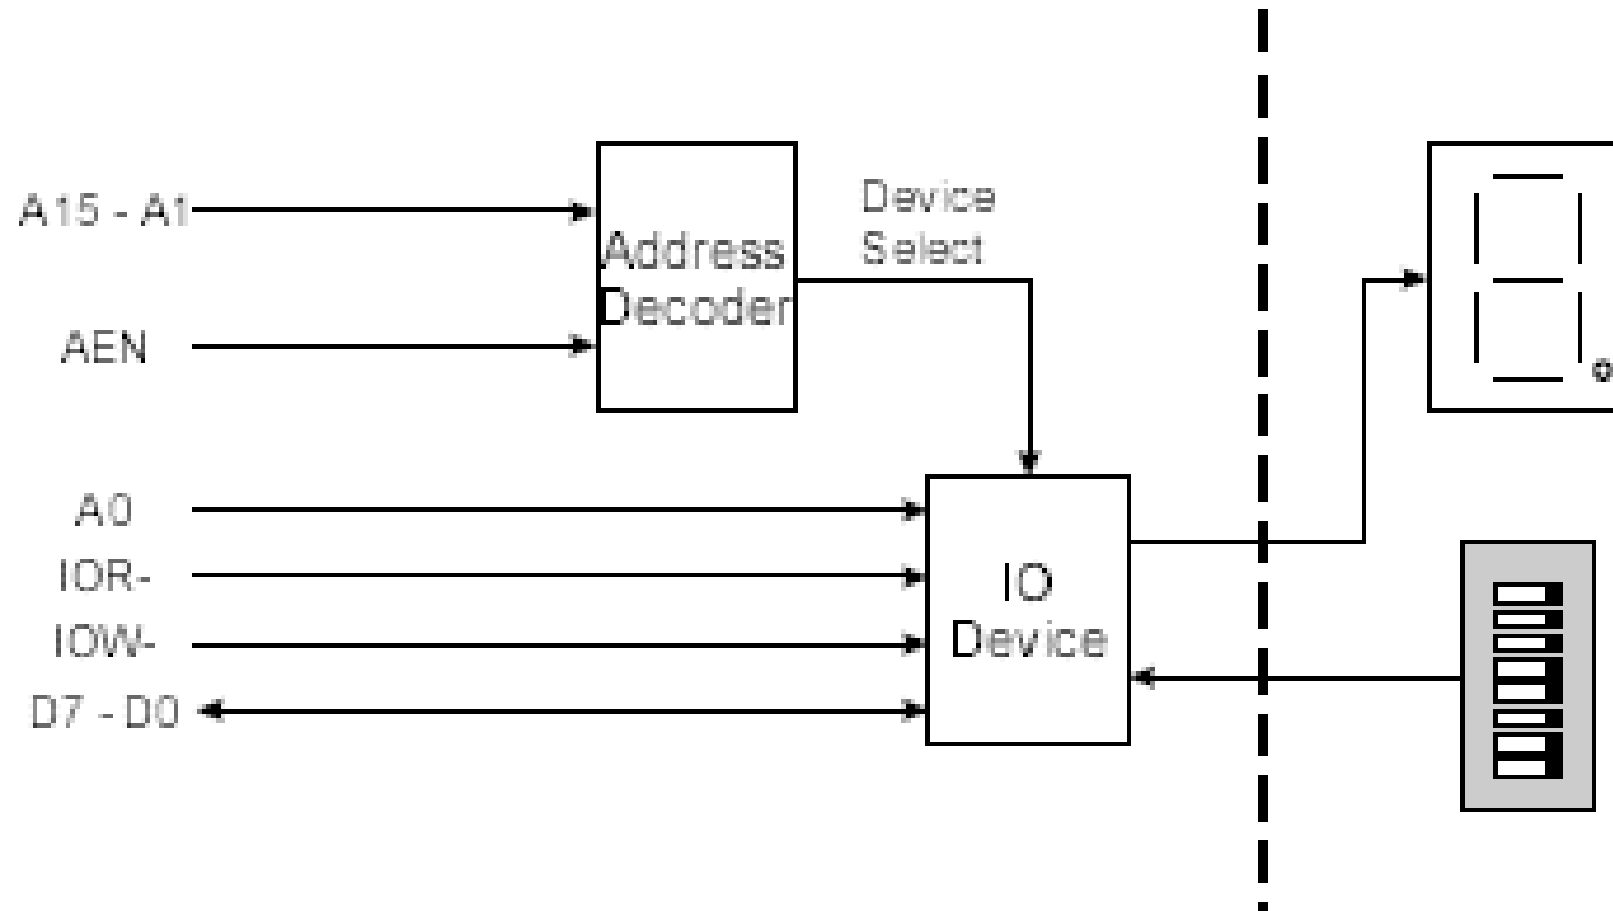 A15 - A1
Device
Select
Address
Decoder
AEN
A0
IOR-
IO
Device
IOW-
D7 - D0